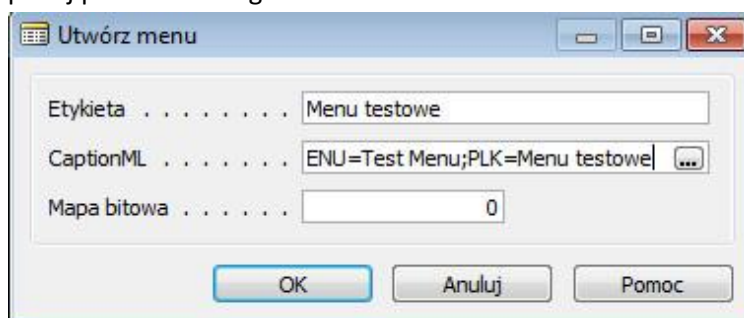 Utwórz menu
Etykieta . . . . . . . . Menu testowe
CaptionML . . . . . . . ENU=Test Menu;PLK=Menu testowe ...
Mapa bitowa . . . . . . 0
OK Anuluj Pomoc